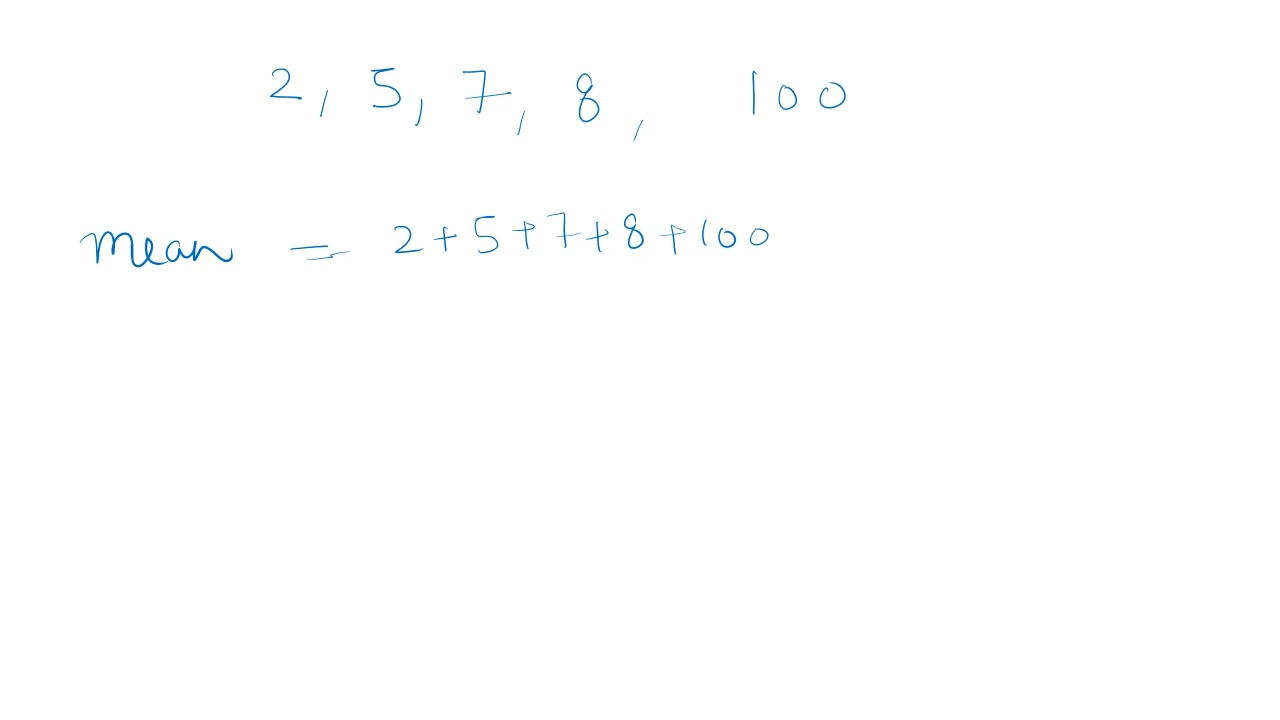 2, 5, 7, 8, 100
mean = 2+5+7+8+100